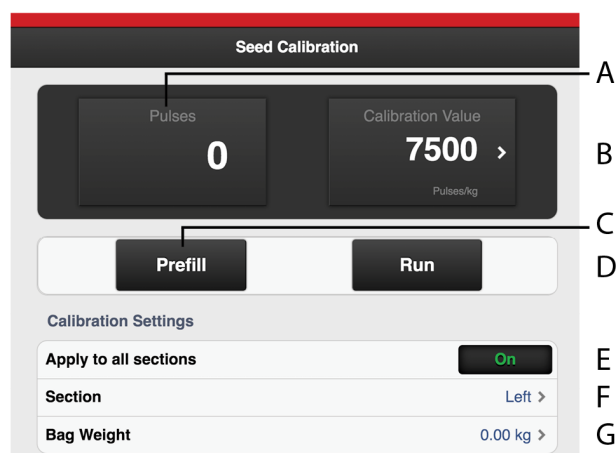 Seed Calibration
A
Pulses
0
Calibration Value
7500 >
Pulses/kg
B
C
Prefill
Run
D
Calibration Settings
Apply to all sections On
E
Section Left >
F
Bag Weight 0.00 kg >
G